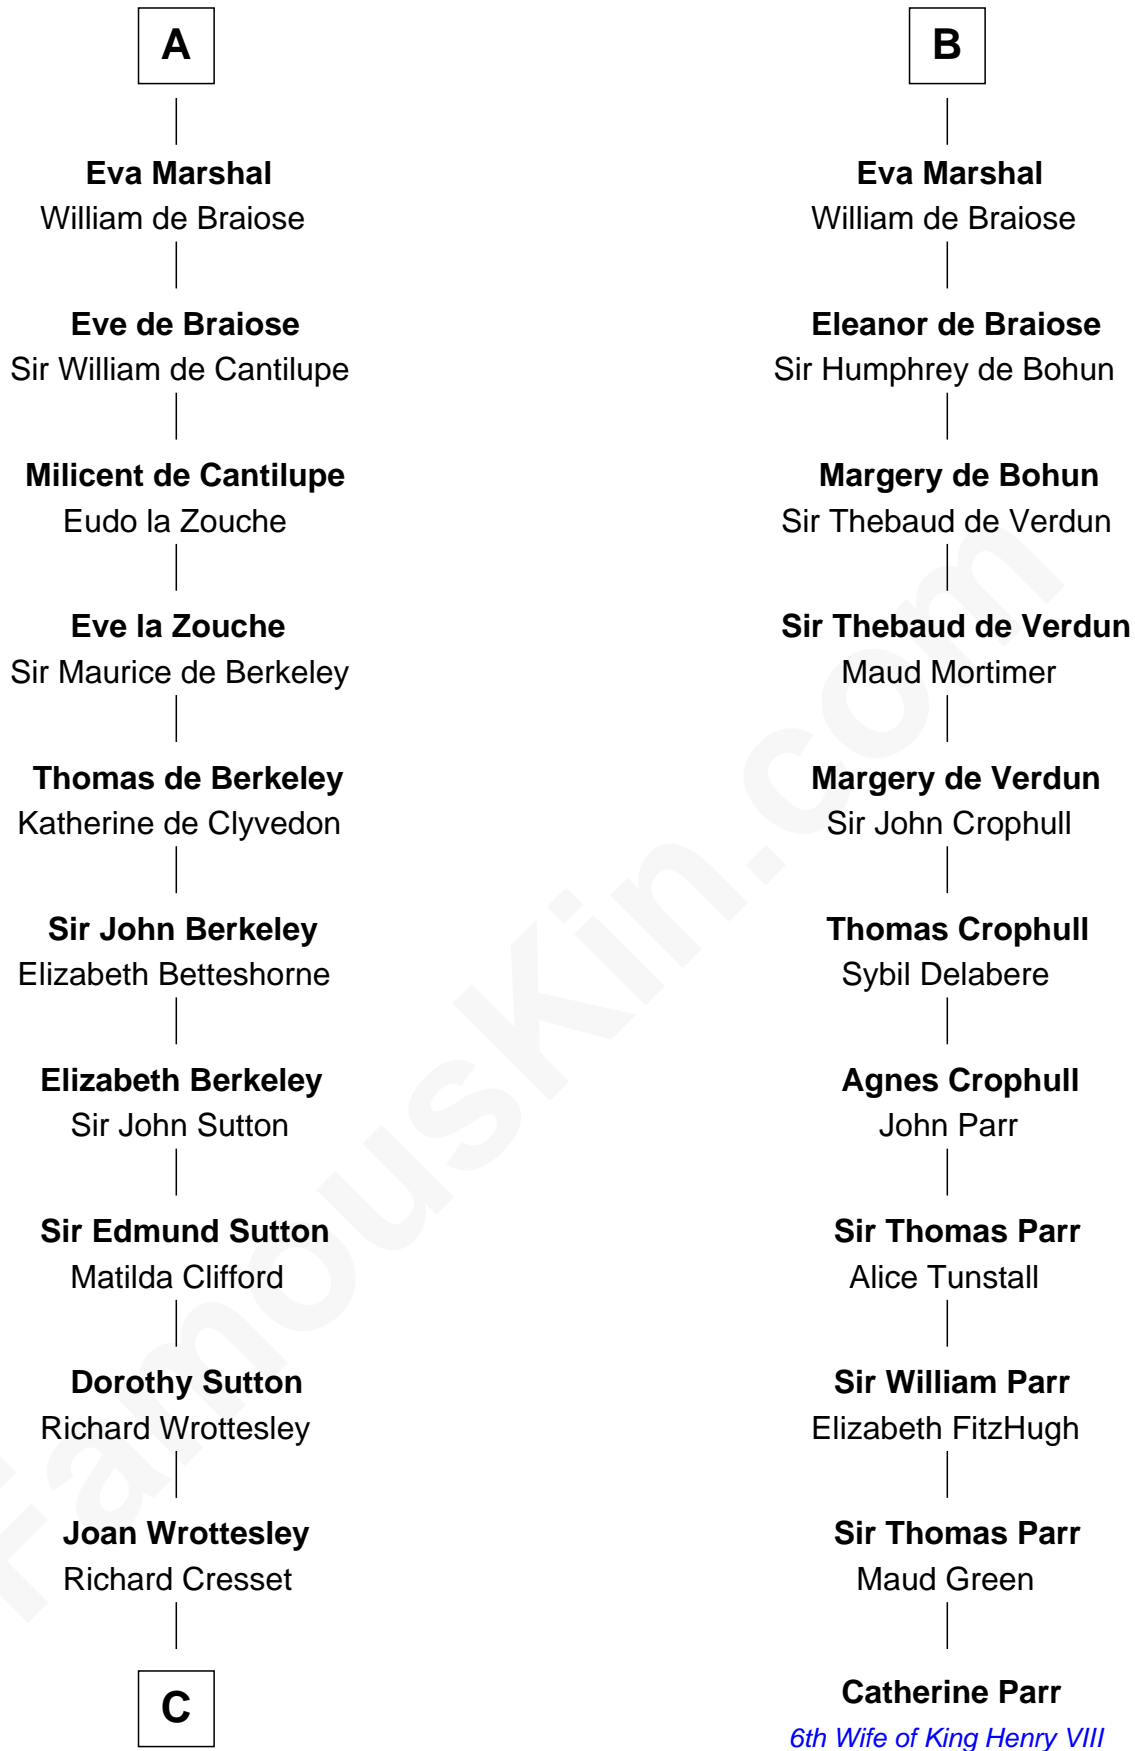 A
Eva Marshal
William de Braiose
Eve de Braiose
Sir William de Cantilupe
Milicent de Cantilupe
Eudo la Zouche
Eve la Zouche
Sir Maurice de Berkeley
Thomas de Berkeley
Katherine de Clyvedon
Sir John Berkeley
Elizabeth Betteshorne
Elizabeth Berkeley
Sir John Sutton
Sir Edmund Sutton
Matilda Clifford
Dorothy Sutton
Richard Wrottesley
Joan Wrottesley
Richard Cresset
C
B
Eva Marshal
William de Braiose
Eleanor de Braiose
Sir Humphrey de Bohun
Margery de Bohun
Sir Thebaud de Verdun
Sir Thebaud de Verdun
Maud Mortimer
Margery de Verdun
Sir John Crophull
Thomas Crophull
Sybil Delabere
Agnes Crophull
John Parr
Sir Thomas Parr
Alice Tunstall
Sir William Parr
Elizabeth FitzHugh
Sir Thomas Parr
Maud Green
Catherine Parr
6th Wife of King Henry VIII
FamousKin.com